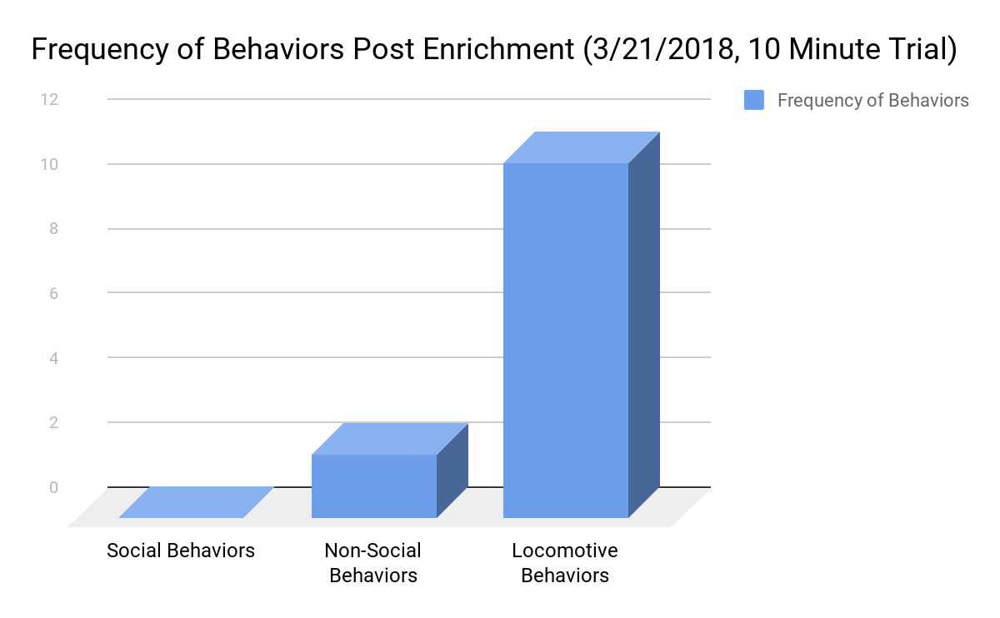 Frequency of Behaviors Post Enrichment (3/21/2018, 10 Minute Trial)
12
Frequency of Behaviors
10
8
6
4
2
0
Social Behaviors
Non-Social
Behaviors
Locomotive
Behaviors